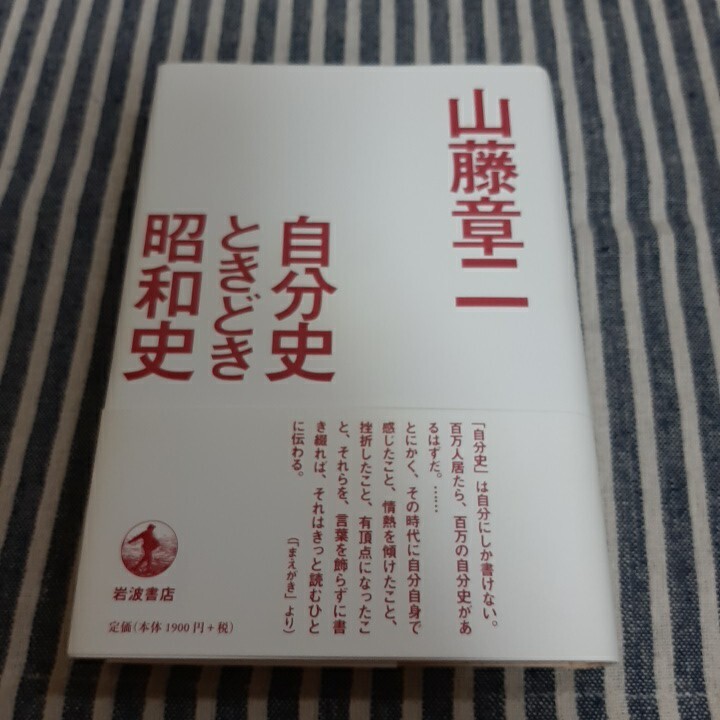 山藤章二
自分史
ときどき
昭和史
「自分史」は自分にしか書けない。
百万人居たら、百万の自分史があ
るはずだ。……
とにかく、その時代に自分自身で
感じたこと、情熱を傾けたこと、
挫折したこと、有頂点になったこ
と、それらを、言葉を飾らずに書
き綴れば、それはきっと読むひと
に伝わる。
（「まえがき」より）
岩波書店
定価(本体1900円+税)